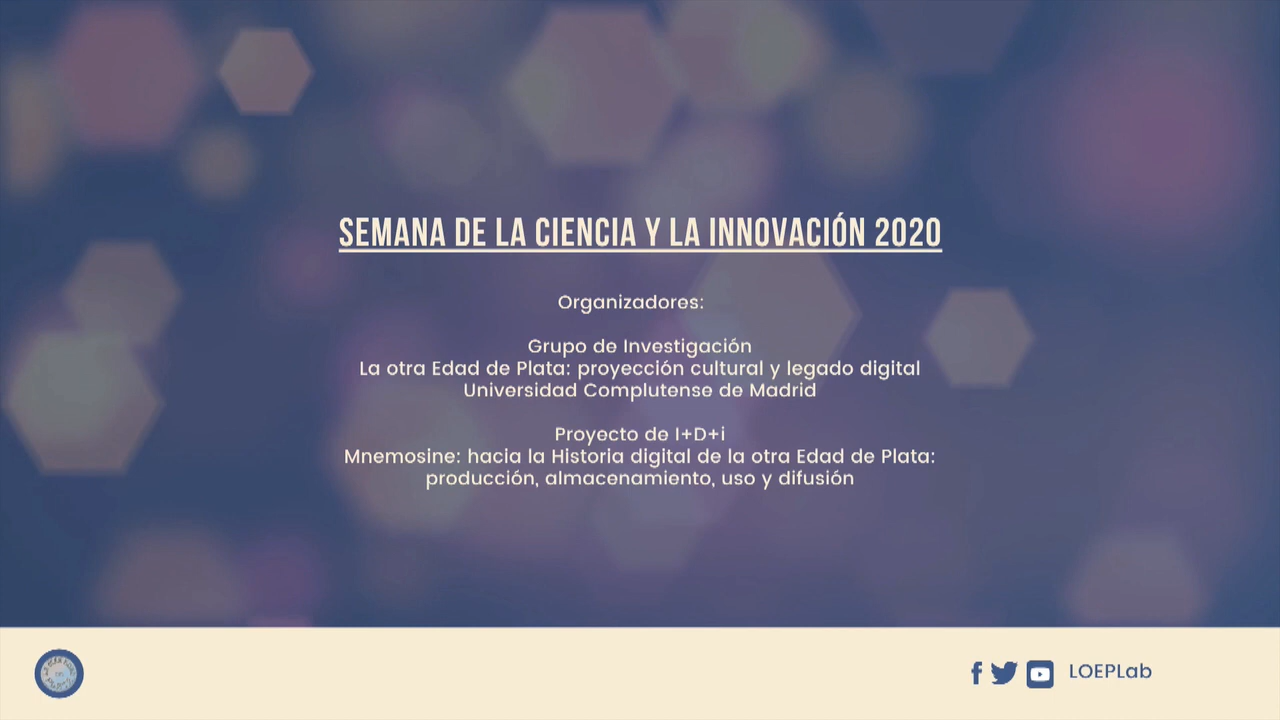 SEMANA DE LA CIENCIA Y LA INNOVACIÓN 2020
Organizadores:
Grupo de Investigación
La otra Edad de Plata: proyección cultural y legado digital
Universidad Complutense de Madrid
Proyecto de I+D+i
Mnemosine: hacia la Historia digital de la otra Edad de Plata:
producción, almacenamiento, uso y difusión
LOEPLab